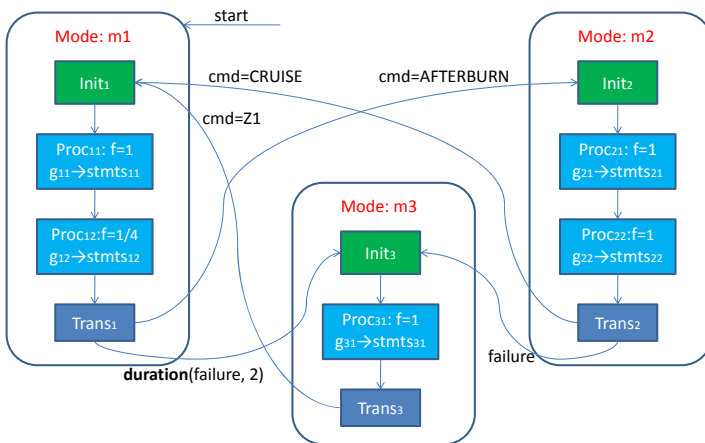 start
Mode: m1
Mode: m2
Init₁
cmd=CRUISE
cmd=AFTERBURN
Init₂
cmd=Z1
Proc₁₁: f=1
g₁₁→stmts₁₁
Proc₂₁: f=1
g₂₁→stmts₂₁
Mode: m3
Proc₁₂:f=1/4
g₁₂→stmts₁₂
Init₃
Proc₂₂:f=1
g₂₂→stmts₂₂
Trans₁
Proc₃₁: f=1
g₃₁→stmts₃₁
Trans₂
failure
duration(failure, 2)
Trans₃